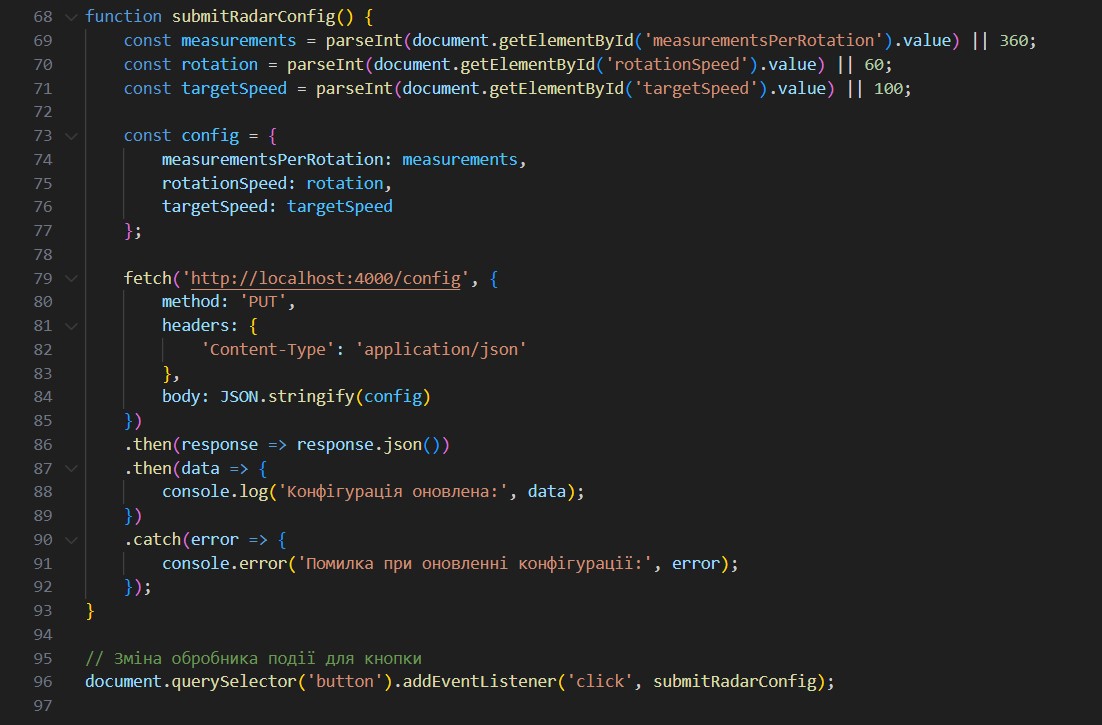 68 function submitRadarConfig() {
69     const measurements = parseInt(document.getElementById('measurementsPerRotation').value) || 360;
70     const rotation = parseInt(document.getElementById('rotationSpeed').value) || 60;
71     const targetSpeed = parseInt(document.getElementById('targetSpeed').value) || 100;
72
73     const config = {
74         measurementsPerRotation: measurements,
75         rotationSpeed: rotation,
76         targetSpeed: targetSpeed
77     };
78
79     fetch('http://localhost:4000/config', {
80         method: 'PUT',
81         headers: {
82             'Content-Type': 'application/json'
83         },
84         body: JSON.stringify(config)
85     })
86     .then(response => response.json())
87     .then(data => {
88         console.log('Конфігурація оновлена:', data);
89     })
90     .catch(error => {
91         console.error('Помилка при оновленні конфігурації:', error);
92     });
93 }
94
95 // Зміна обробника події для кнопки
96 document.querySelector('button').addEventListener('click', submitRadarConfig);
97